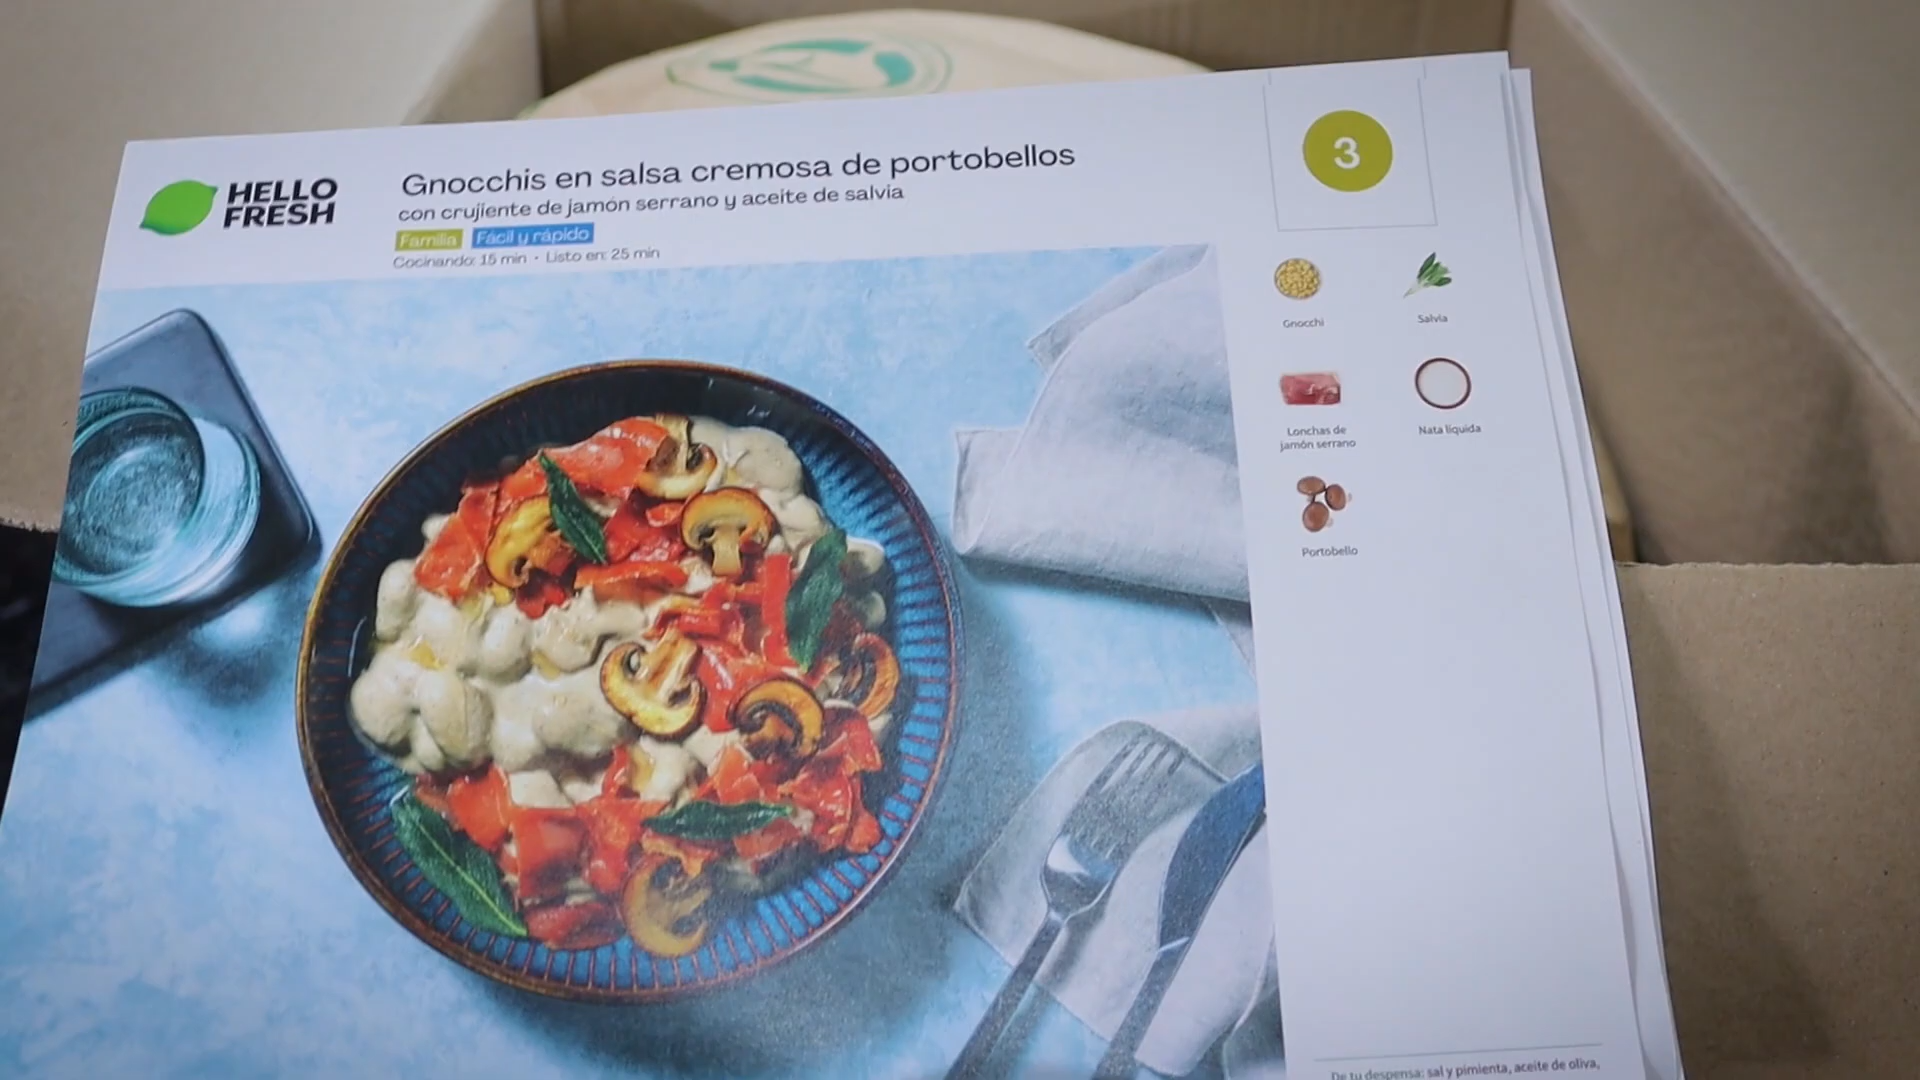 HELLO
FRESH
Gnocchis en salsa cremosa de portobellos
con crujiente de jamón serrano y aceite de salvia
Familia
Fácil y rápido
Cocinando: 15 min · Listo en: 25 min
3
Gnocchi
Salvia
Lonchas de
jamón serrano
Nata líquida
Portobello
De tu despensa: sal y pimienta, aceite de oliva,